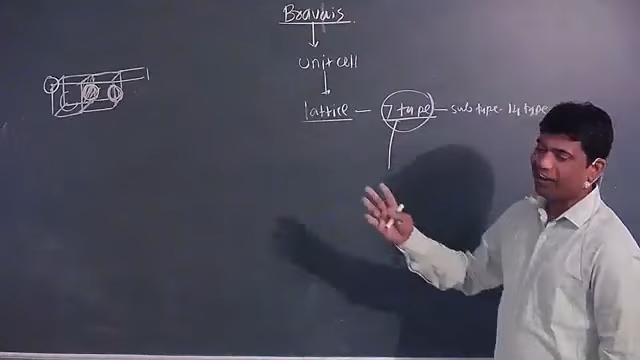 Bravais
unit cell
lattice — 7 type — sub type - 14 type